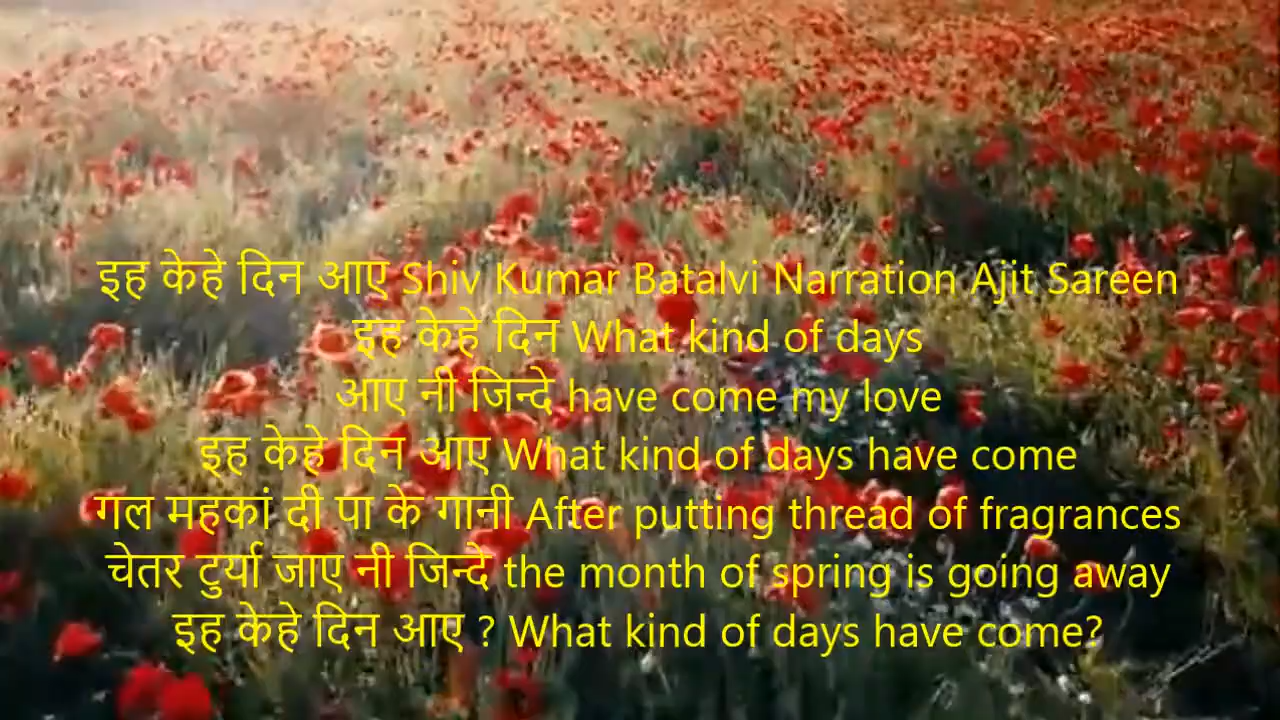 इह केहे दिन आए Shiv Kumar Batalvi Narration Ajit Sareen
इह केहे दिन What kind of days
आए नी जिन्दे have come my love
इह केहे दिन आए What kind of days have come
गल महकां दी पा के गानी After putting thread of fragrances
चेतर टुर्या जाए नी जिन्दे the month of spring is going away
इह केहे दिन आए ? What kind of days have come?